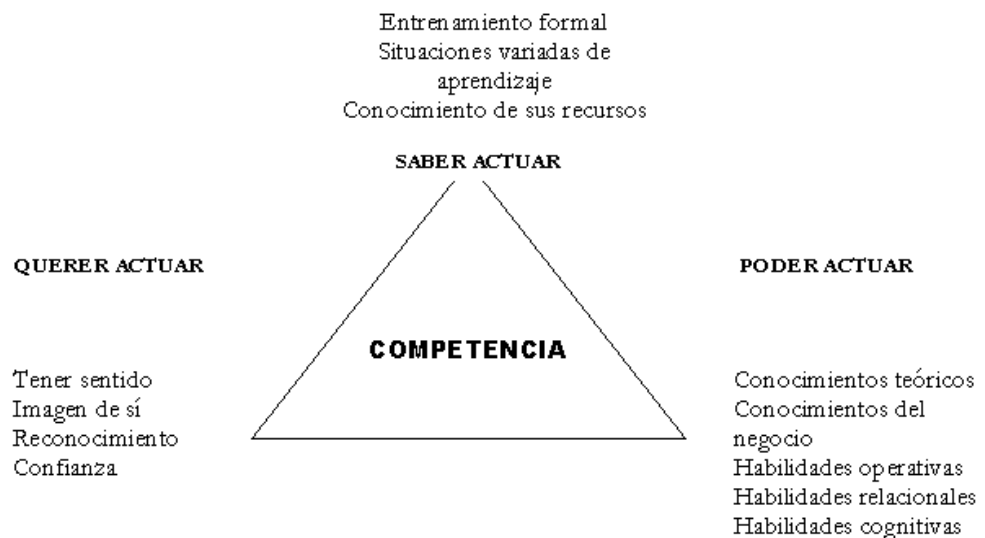 Entrenamiento formal
Situaciones variadas de
aprendizaje
Conocimiento de sus recursos
SABER ACTUAR
QUERER ACTUAR
PODER ACTUAR
COMPETENCIA
Tener sentido
Imagen de sí
Reconocimiento
Confianza
Conocimientos teóricos
Conocimientos del
negocio
Habilidades operativas
Habilidades relacionales
Habilidades cognitivas